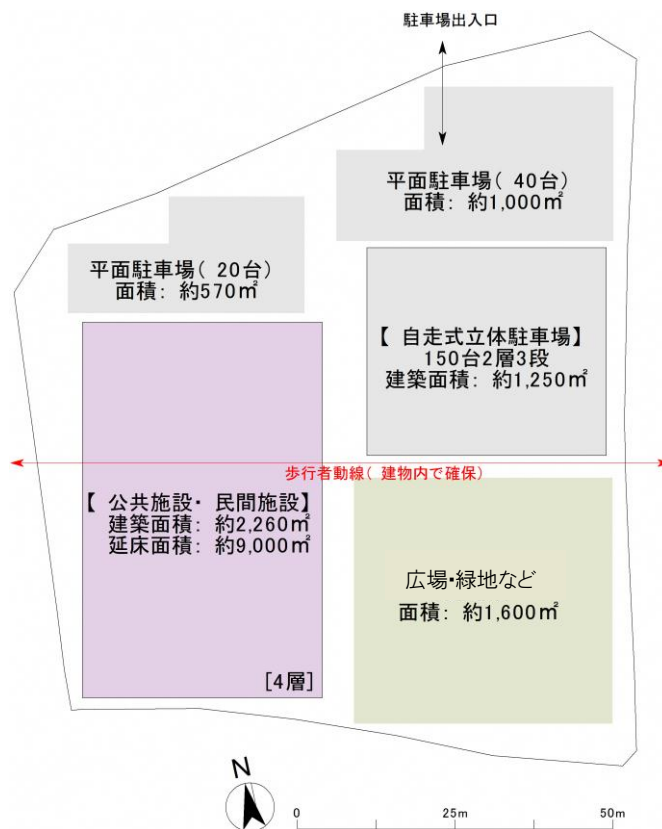 駐車場出入口
平面駐車場( 40台)
面積: 約1,000㎡
平面駐車場( 20台)
面積: 約570㎡
【 自走式立体駐車場】
150台2層3段
建築面積: 約1,250㎡
歩行者動線( 建物内で確保)
【 公共施設・ 民間施設】
建築面積: 約2,260㎡
延床面積: 約9,000㎡
広場・緑地など
面積: 約1,600㎡
[4層]
N
0 25m 50m